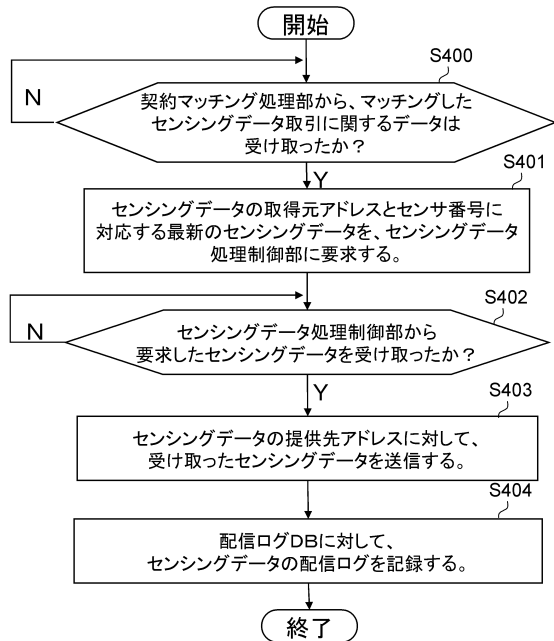 開始
S400
N
契約マッチング処理部から、マッチングした
センシングデータ取引に関するデータは
受け取ったか？
Y
S401
センシングデータの取得元アドレスとセンサ番号に
対応する最新のセンシングデータを、センシングデータ
処理制御部に要求する。
S402
N
センシングデータ処理制御部から
要求したセンシングデータを受け取ったか？
Y
S403
センシングデータの提供先アドレスに対して、
受け取ったセンシングデータを送信する。
S404
配信ログDBに対して、
センシングデータの配信ログを記録する。
終了